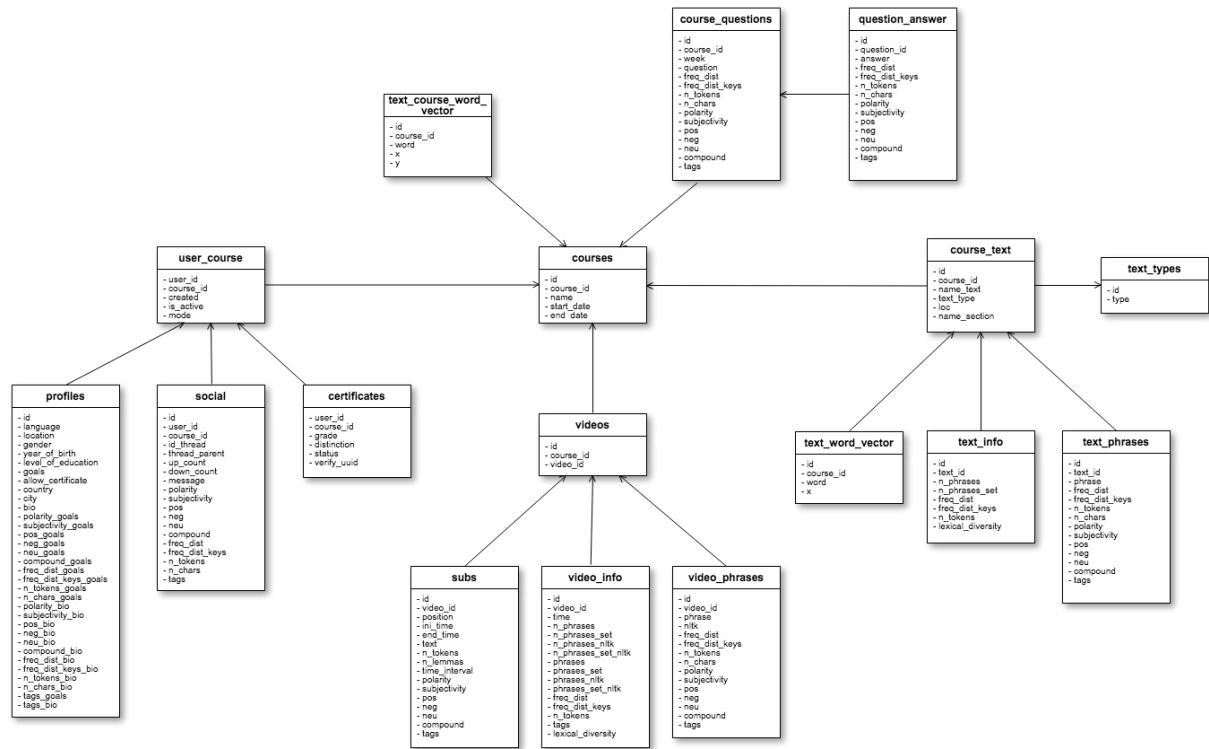 course_questions
- id
- course_id
- week
- question
- freq_dist
- freq_dist_keys
- n_tokens
- n_chars
- polarity
- subjectivity
- pos
- neg
- neu
- compound
- tags
question_answer
- id
- question_id
- answer
- freq_dist
- freq_dist_keys
- n_tokens
- n_chars
- polarity
- subjectivity
- pos
- neg
- neu
- compound
- tags
text_course_word_
vector
- id
- course_id
- word
- x
- y
user_course
- user_id
- course_id
- created
- is_active
- mode
courses
- id
- course_id
- name
- start_date
- end_date
course_text
- id
- course_id
- name_text
- text_type
- loc
- name_section
text_types
- id
- type
profiles
- id
- language
- location
- gender
- year_of_birth
- level_of_education
- goals
- allow_certificate
- country
- city
- bio
- polarity_goals
- subjectivity_goals
- pos_goals
- neg_goals
- neu_goals
- compound_goals
- freq_dist_goals
- freq_dist_keys_goals
- n_tokens_goals
- n_chars_goals
- polarity_bio
- subjectivity_bio
- pos_bio
- neg_bio
- neu_bio
- compound_bio
- freq_dist_bio
- freq_dist_keys_bio
- n_tokens_bio
- n_chars_bio
- tags_goals
- tags_bio
social
- id
- user_id
- course_id
- id_thread
- thread_parent
- up_count
- down_count
- message
- polarity
- subjectivity
- pos
- neg
- neu
- compound
- freq_dist
- freq_dist_keys
- n_tokens
- n_chars
- tags
certificates
- user_id
- course_id
- grade
- distinction
- status
- verify_uuid
videos
- id
- course_id
- video_id
text_word_vector
- id
- course_id
- word
- x
text_info
- id
- text_id
- n_phrases
- n_phrases_set
- freq_dist
- freq_dist_keys
- n_tokens
- lexical_diversity
text_phrases
- id
- text_id
- phrase
- freq_dist
- freq_dist_keys
- n_tokens
- n_chars
- polarity
- subjectivity
- pos
- neg
- neu
- compound
- tags
subs
- id
- video_id
- position
- ini_time
- end_time
- text
- n_tokens
- n_lemmas
- time_interval
- polarity
- subjectivity
- pos
- neg
- neu
- compound
- tags
video_info
- id
- video_id
- time
- n_phrases
- n_phrases_set
- n_phrases_nltk
- n_phrases_set_nltk
- phrases
- phrases_set
- phrases_nltk
- phrases_set_nltk
- freq_dist
- freq_dist_keys
- n_tokens
- tags
- lexical_diversity
video_phrases
- id
- video_id
- phrase
- nltk
- freq_dist
- freq_dist_keys
- n_tokens
- n_chars
- polarity
- subjectivity
- pos
- neg
- neu
- compound
- tags